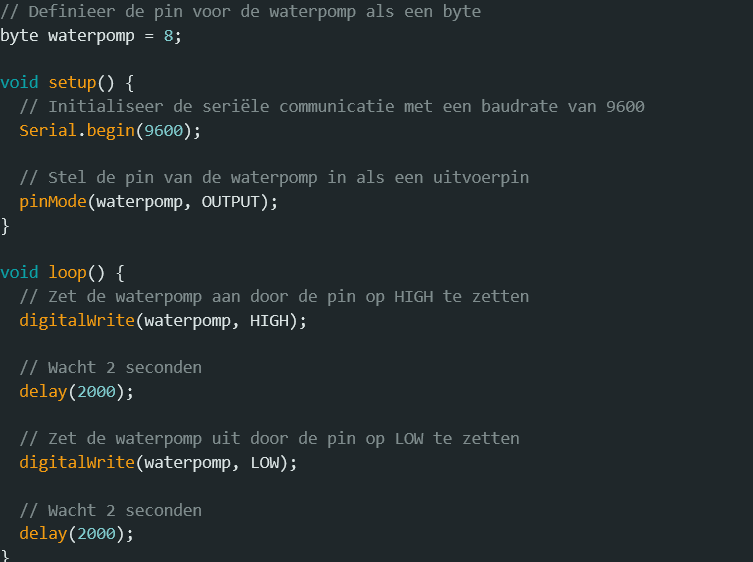 // Definieer de pin voor de waterpomp als een byte
byte waterpomp = 8;
void setup() {
// Initialiseer de seriële communicatie met een baudrate van 9600
Serial.begin(9600);
// Stel de pin van de waterpomp in als een uitvoerpin
pinMode(waterpomp, OUTPUT);
}
void loop() {
// Zet de waterpomp aan door de pin op HIGH te zetten
digitalWrite(waterpomp, HIGH);
// Wacht 2 seconden
delay(2000);
// Zet de waterpomp uit door de pin op LOW te zetten
digitalWrite(waterpomp, LOW);
// Wacht 2 seconden
delay(2000);
}